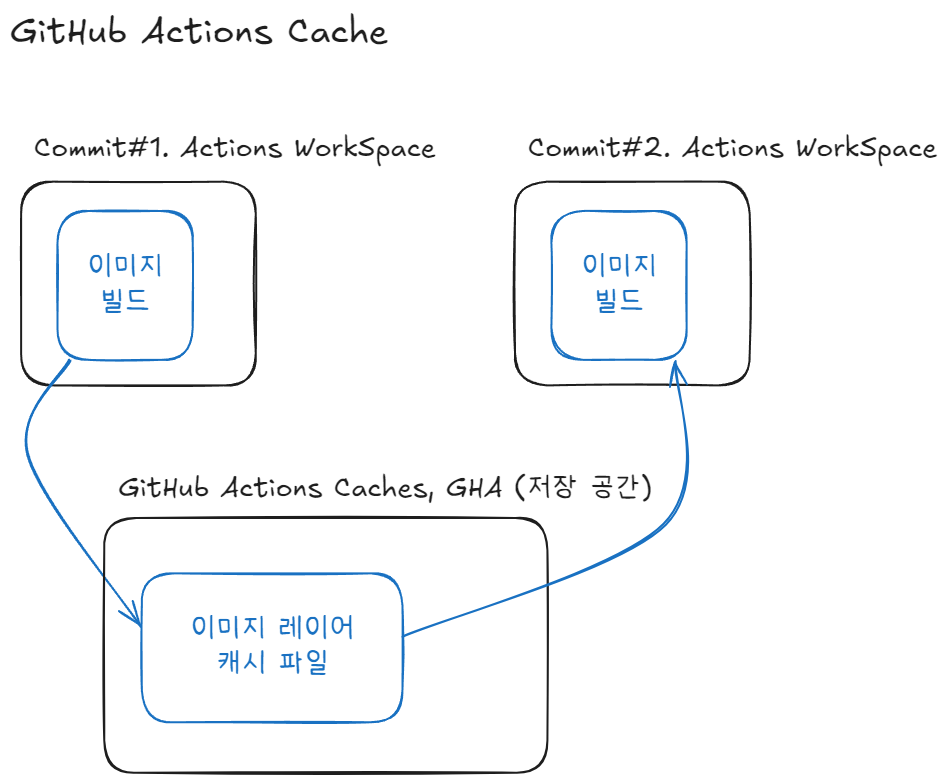 GitHub Actions Cache
Commit#1. Actions WorkSpace
Commit#2. Actions WorkSpace
이미지
빌드
이미지
빌드
GitHub Actions Caches, GHA (저장 공간)
이미지 레이어
캐시 파일